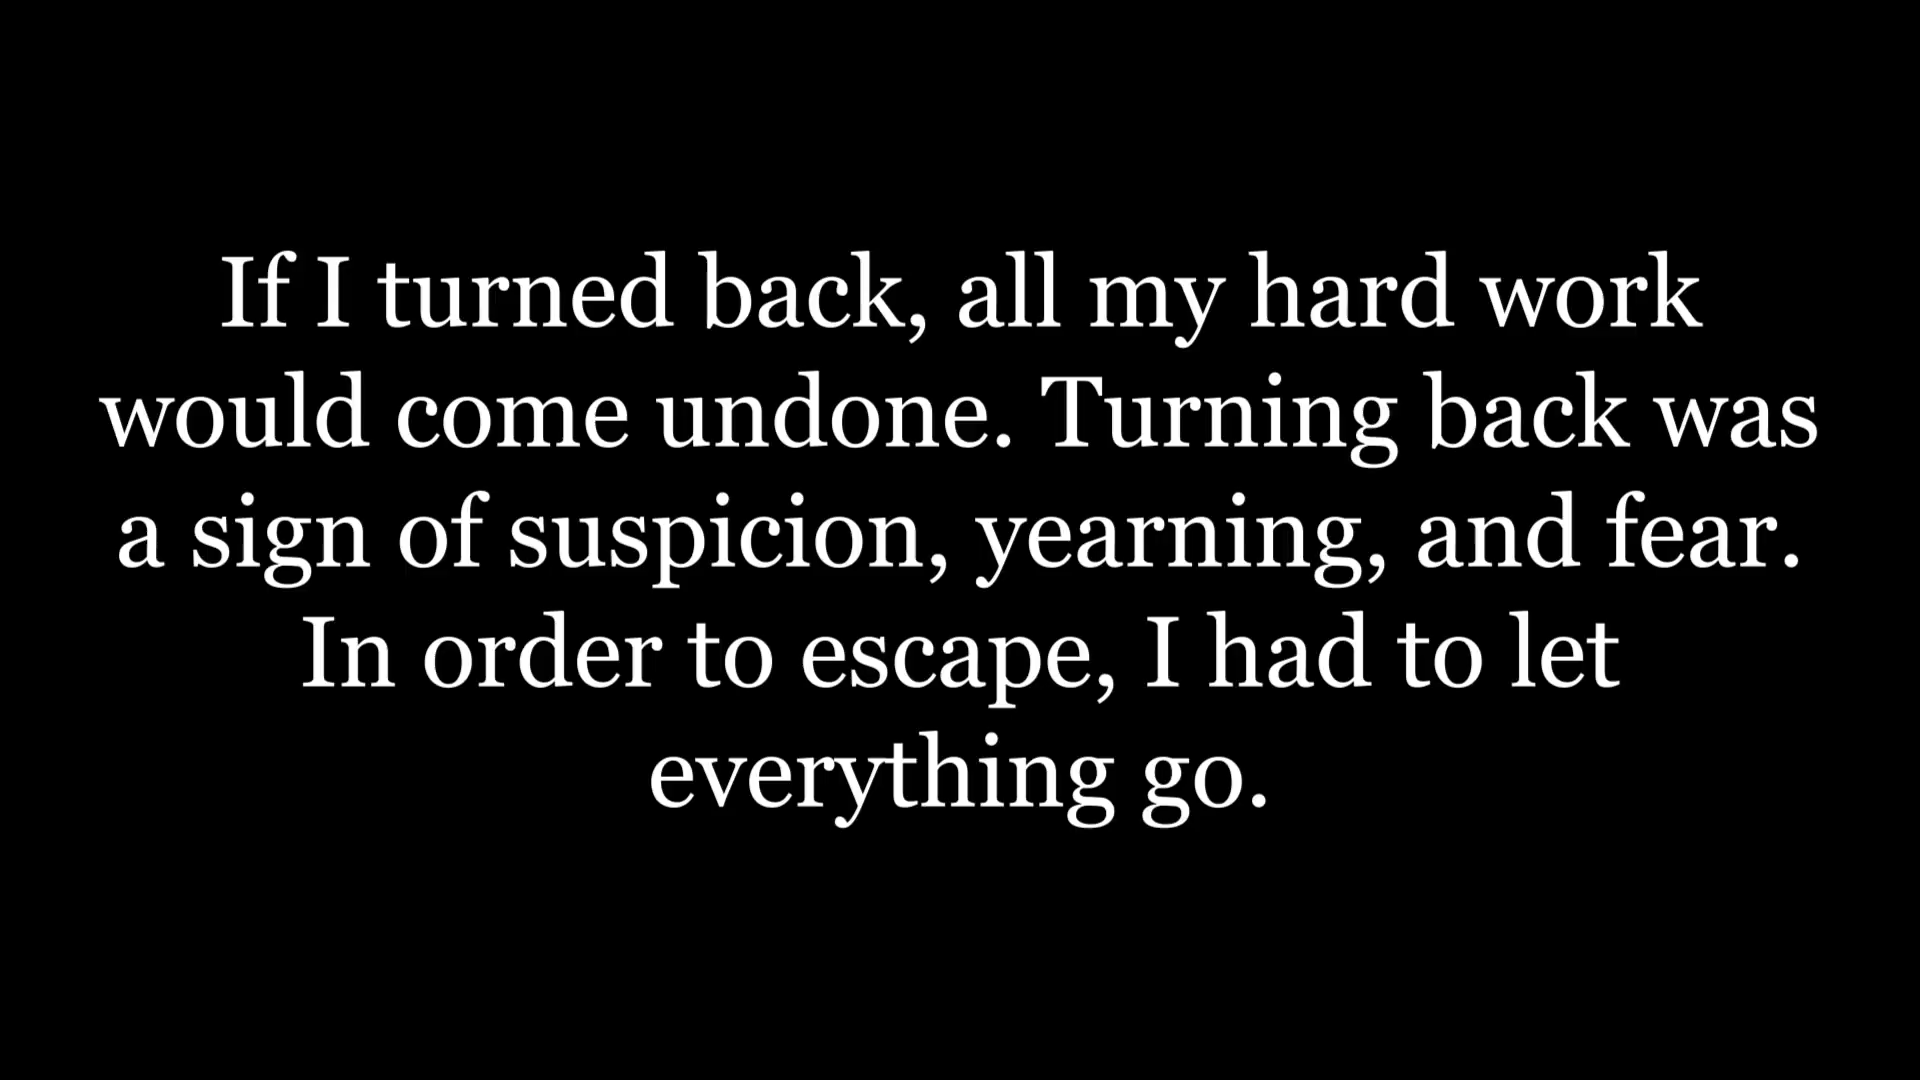 If I turned back, all my hard work
would come undone. Turning back was
a sign of suspicion, yearning, and fear.
In order to escape, I had to let
everything go.